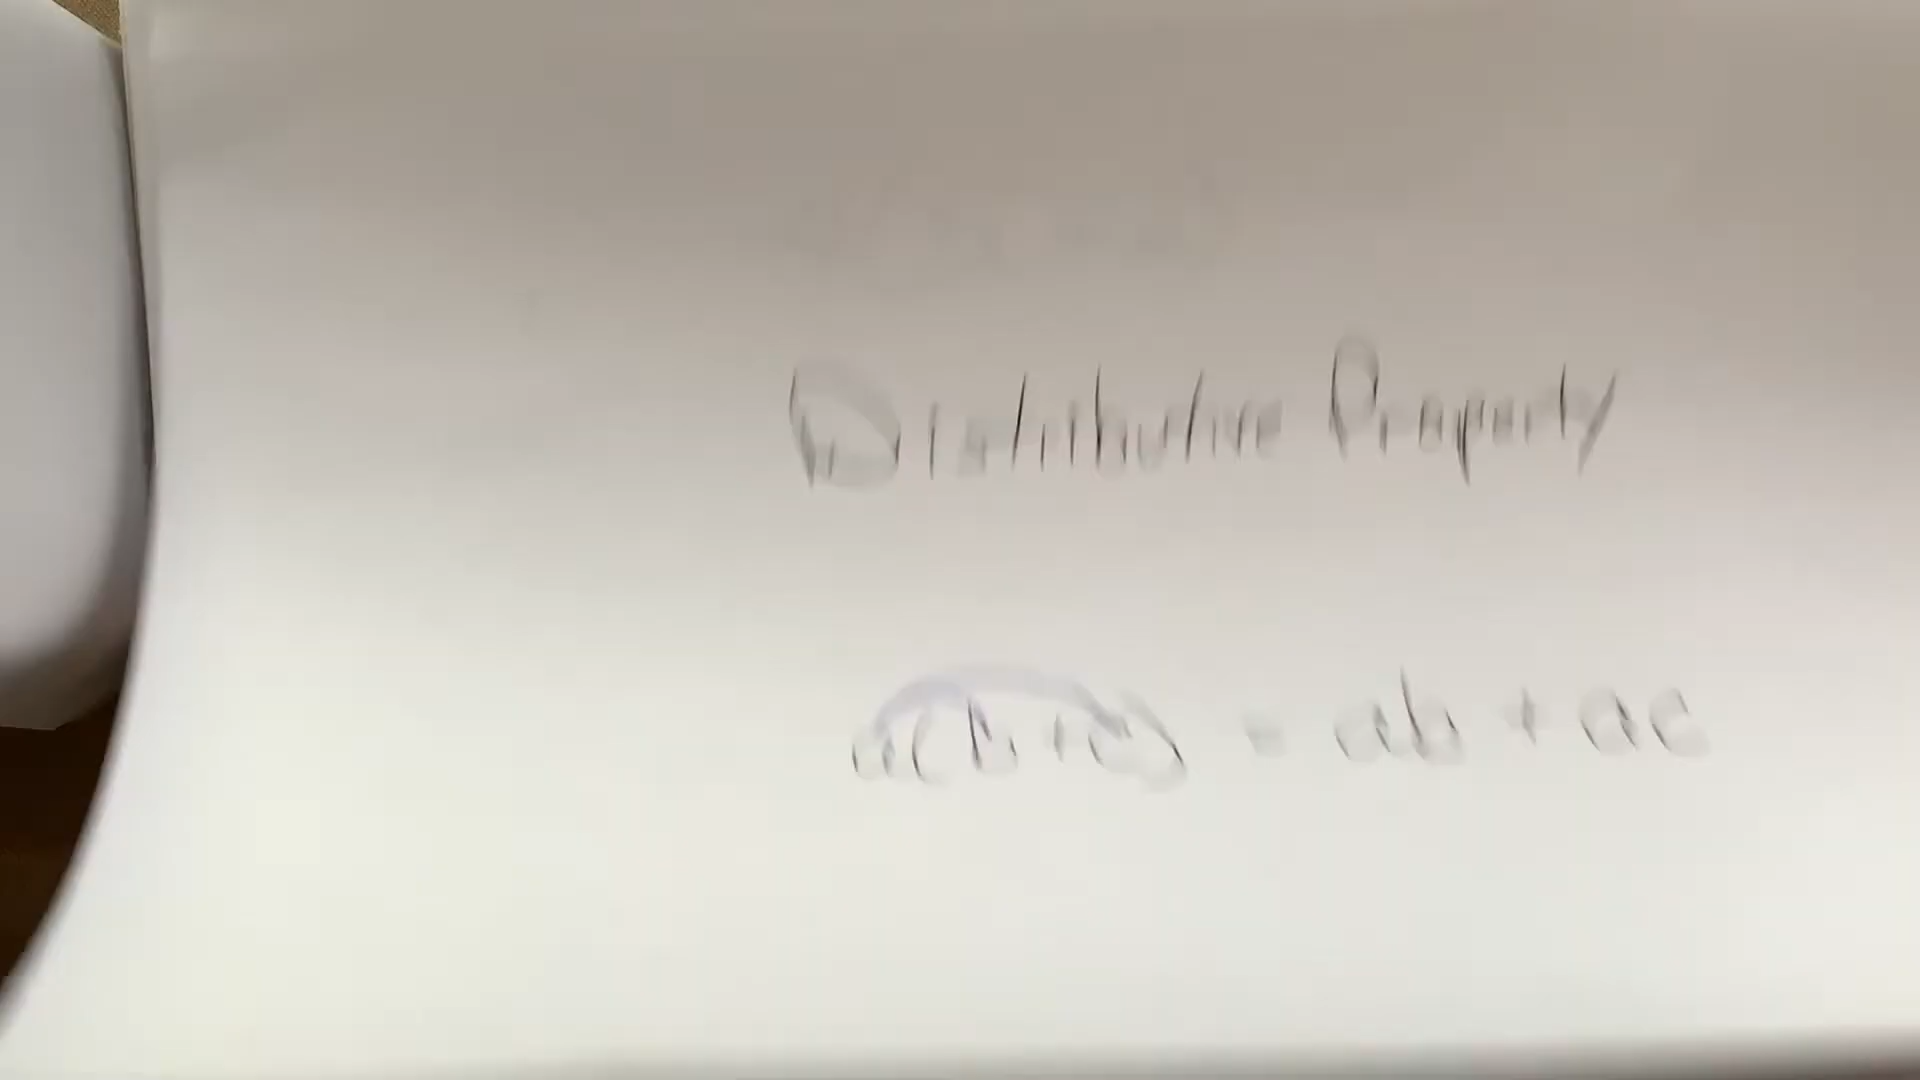 Distributive Property
a(b+c) = ab + ac